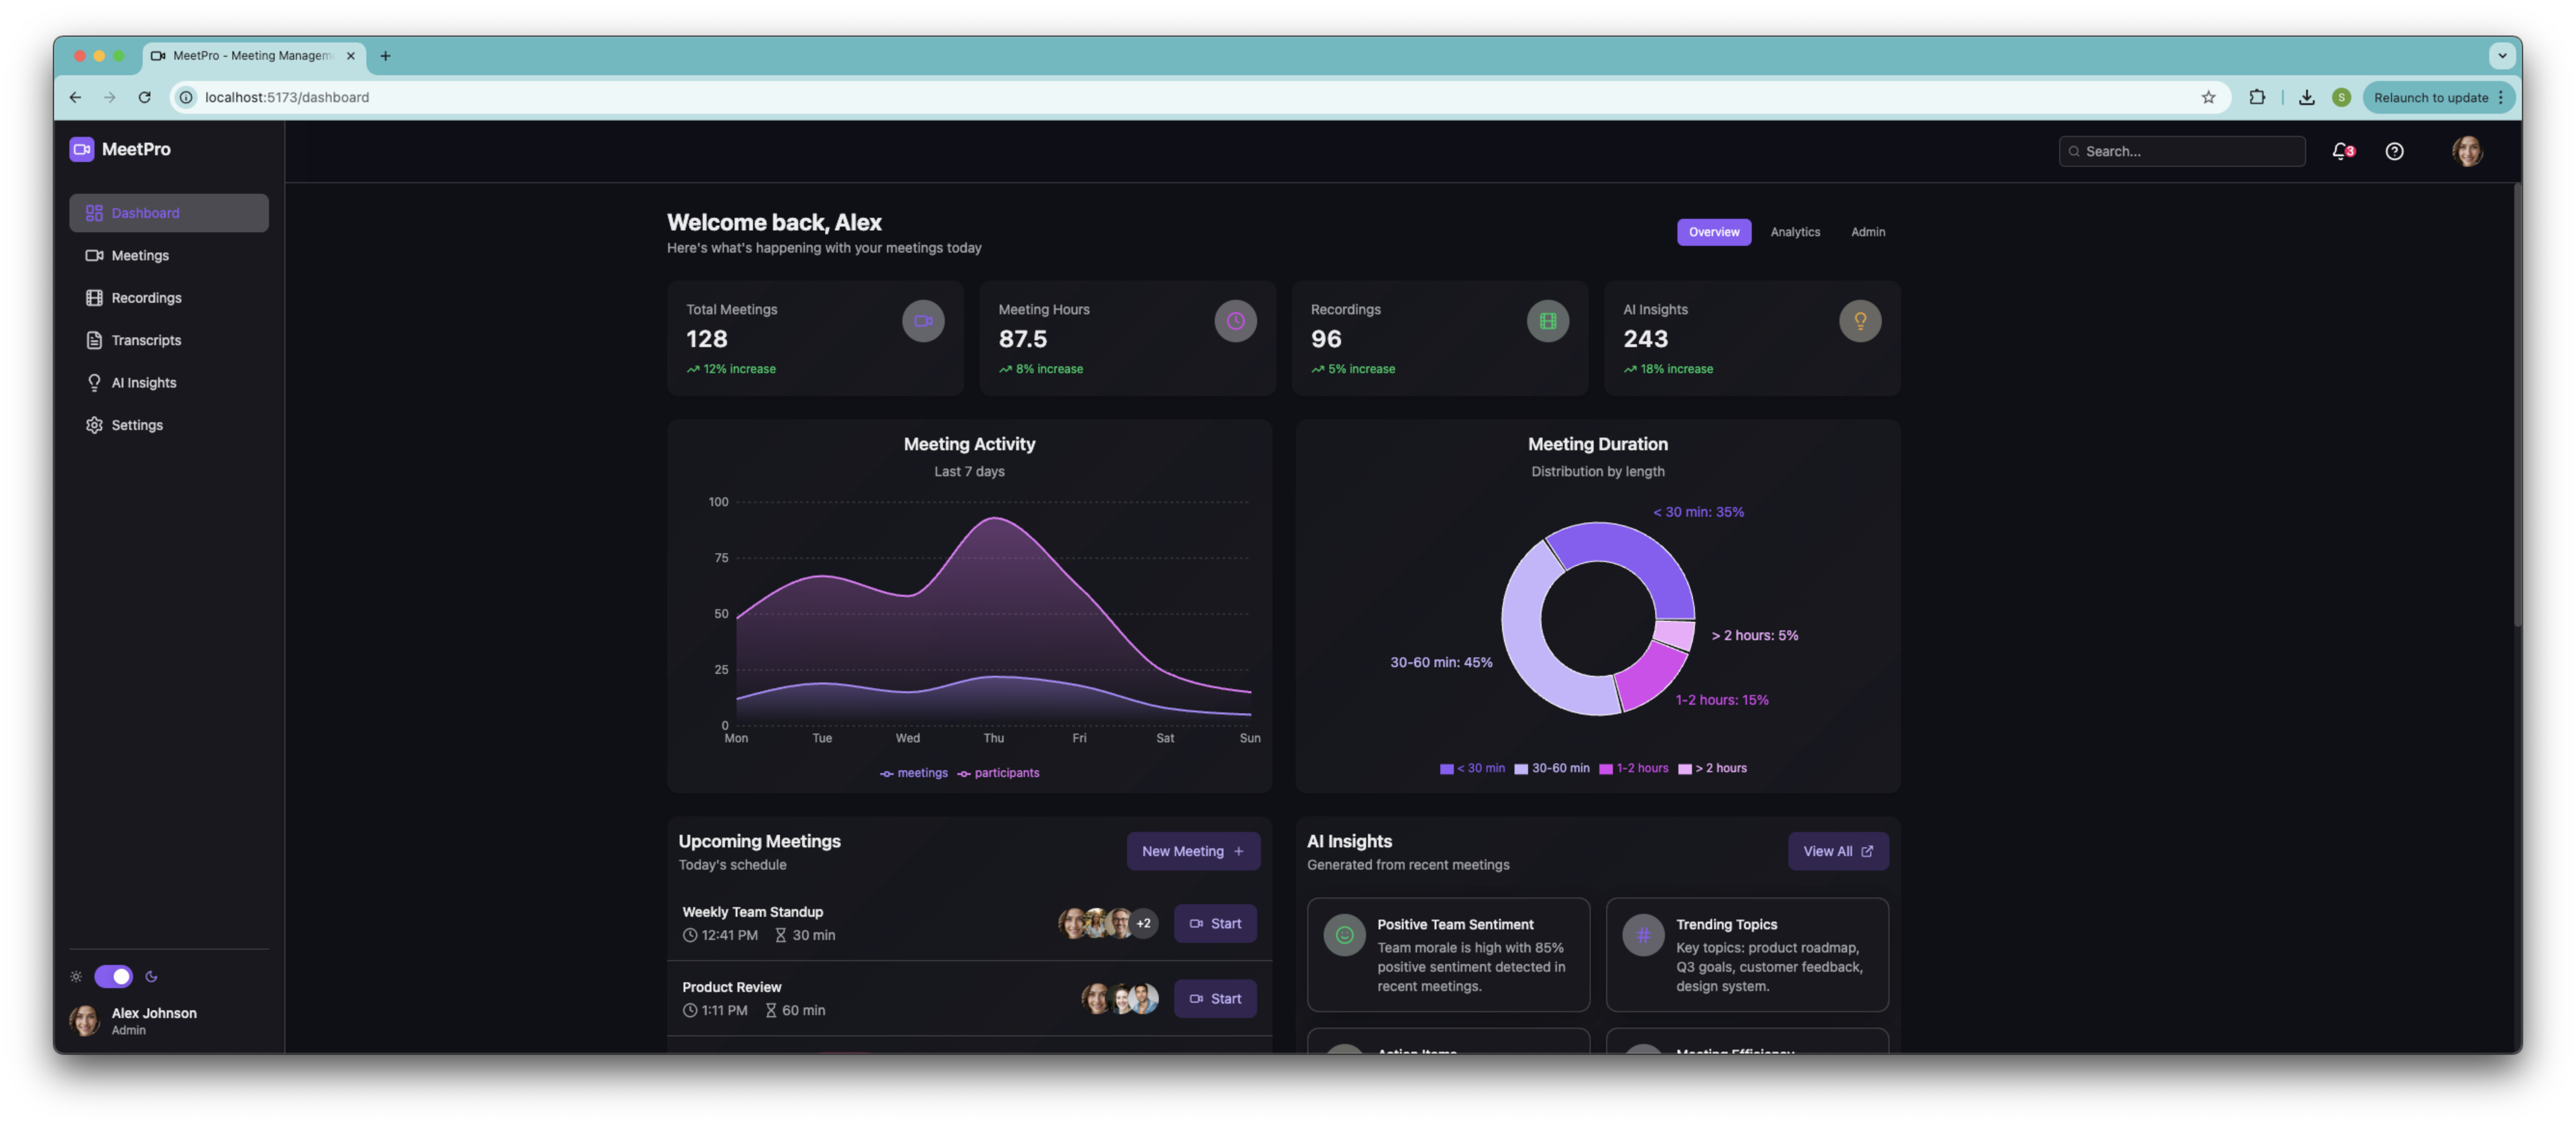 MeetPro - Meeting Managem
localhost:5173/dashboard
S
Relaunch to update
MeetPro
Search...
3
Dashboard
Meetings
Recordings
Transcripts
AI Insights
Settings
Alex Johnson
Admin
Welcome back, Alex
Here's what's happening with your meetings today
Overview
Analytics
Admin
Total Meetings
128
12% increase
Meeting Hours
87.5
8% increase
Recordings
96
5% increase
AI Insights
243
18% increase
Meeting Activity
Last 7 days
100
75
50
25
0
Mon Tue Wed Thu Fri Sat Sun
meetings participants
Meeting Duration
Distribution by length
< 30 min: 35%
> 2 hours: 5%
30-60 min: 45%
1-2 hours: 15%
< 30 min 30-60 min 1-2 hours > 2 hours
Upcoming Meetings
Today's schedule
New Meeting +
Weekly Team Standup
12:41 PM 30 min
+2
Start
Product Review
1:11 PM 60 min
Start
AI Insights
Generated from recent meetings
View All
Positive Team Sentiment
Team morale is high with 85%
positive sentiment detected in
recent meetings.
# Trending Topics
Key topics: product roadmap,
Q3 goals, customer feedback,
design system.
Action Items
Meeting Efficiency